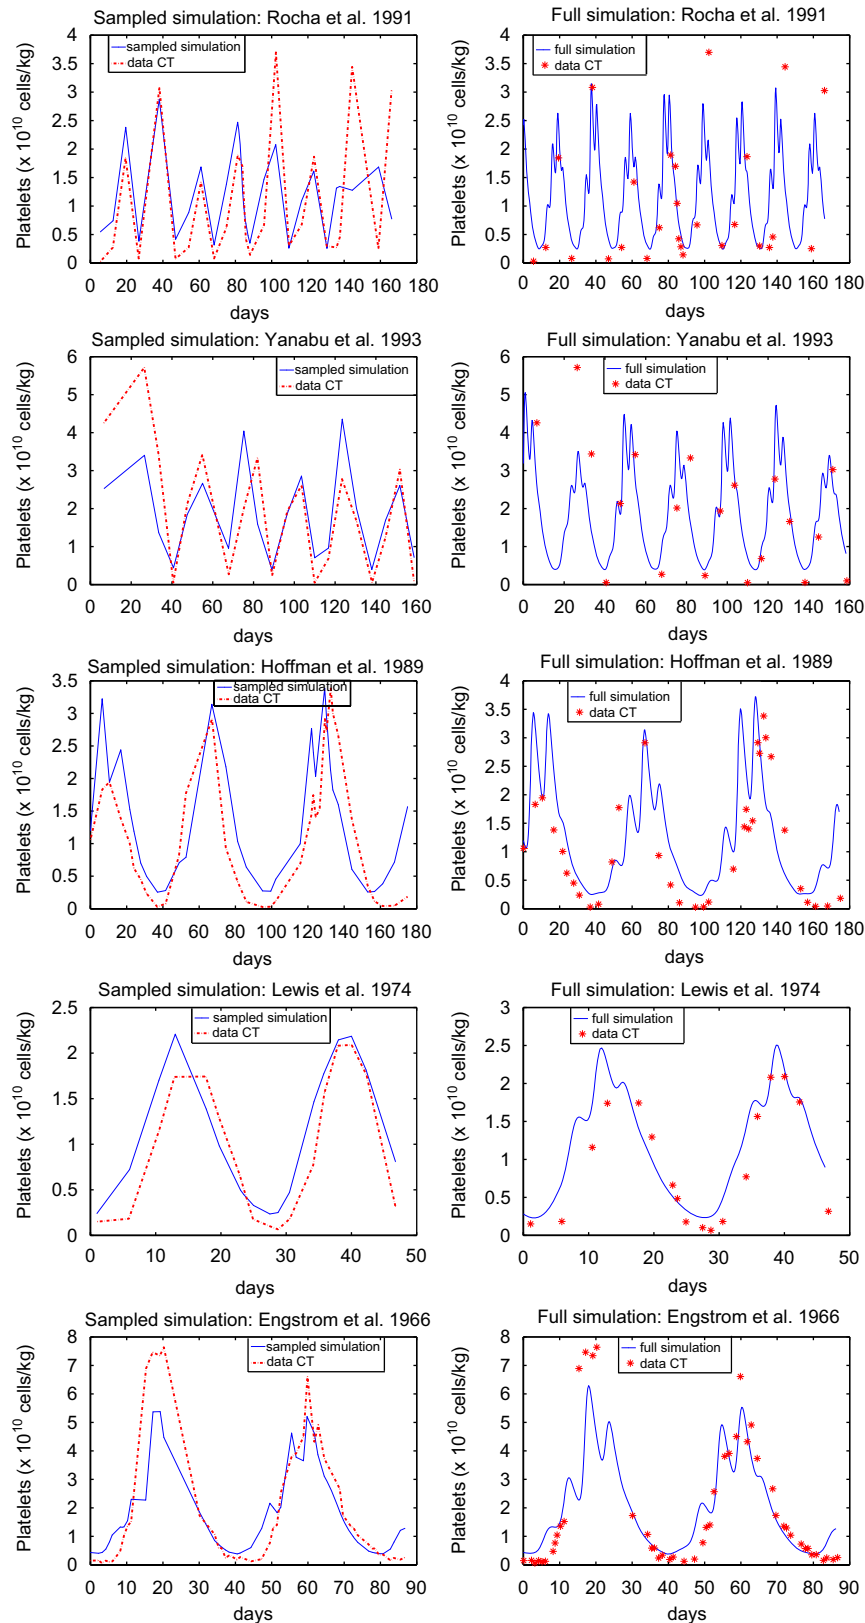 Sampled simulation: Rocha et al. 1991
Platelets (x 10^10 cells/kg)
4
3.5
3
2.5
2
1.5
1
0.5
0
sampled simulation
data CT
0 20 40 60 80 100 120 140 160 180
days
Full simulation: Rocha et al. 1991
Platelets (x 10^10 cells/kg)
4
3.5
3
2.5
2
1.5
1
0.5
0
full simulation
data CT
0 20 40 60 80 100 120 140 160 180
days
Sampled simulation: Yanabu et al. 1993
Platelets (x 10^10 cells/kg)
6
5
4
3
2
1
0
sampled simulation
data CT
0 20 40 60 80 100 120 140 160
days
Full simulation: Yanabu et al. 1993
Platelets (x 10^10 cells/kg)
6
5
4
3
2
1
0
full simulation
data CT
0 20 40 60 80 100 120 140 160
days
Sampled simulation: Hoffman et al. 1989
Platelets (x 10^10 cells/kg)
3.5
3
2.5
2
1.5
1
0.5
0
sampled simulation
data CT
0 20 40 60 80 100 120 140 160 180
days
Full simulation: Hoffman et al. 1989
Platelets (x 10^10 cells/kg)
4
3.5
3
2.5
2
1.5
1
0.5
0
full simulation
data CT
0 20 40 60 80 100 120 140 160 180
days
Sampled simulation: Lewis et al. 1974
Platelets (x 10^10 cells/kg)
2.5
2
1.5
1
0.5
0
sampled simulation
data CT
0 10 20 30 40 50
days
Full simulation: Lewis et al. 1974
Platelets (x 10^10 cells/kg)
3
2.5
2
1.5
1
0.5
0
full simulation
data CT
0 10 20 30 40 50
days
Sampled simulation: Engstrom et al. 1966
Platelets (x 10^10 cells/kg)
8
7
6
5
4
3
2
1
0
sampled simulation
data CT
0 10 20 30 40 50 60 70 80 90
days
Full simulation: Engstrom et al. 1966
Platelets (x 10^10 cells/kg)
8
7
6
5
4
3
2
1
0
full simulation
data CT
0 10 20 30 40 50 60 70 80 90
days